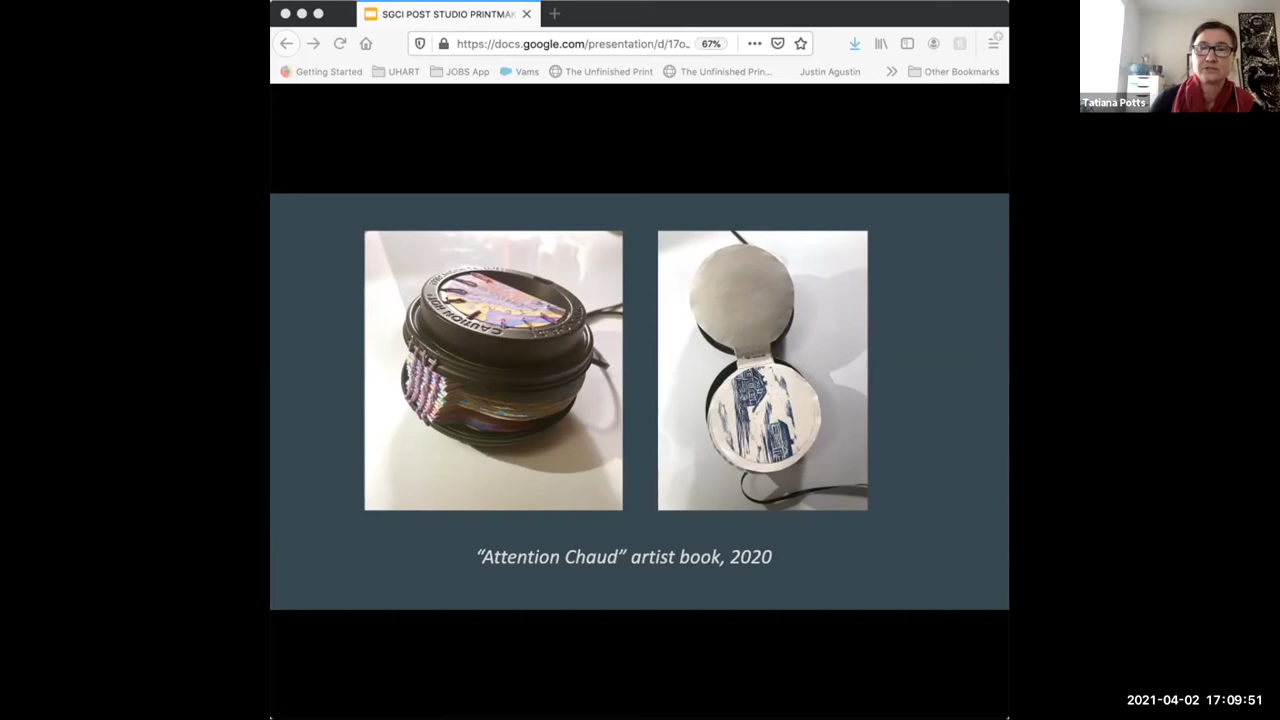 SGCI POST STUDIO PRINTMAK
https://docs.google.com/presentation/d/17o..
67%
Getting Started
UHART
JOBS App
Vams
The Unfinished Print
The Unfinished Prin...
Justin Agustin
Other Bookmarks
Tatiana Potts
CAUTION HOT!
“Attention Chaud” artist book, 2020
2021-04-02 17:09:51